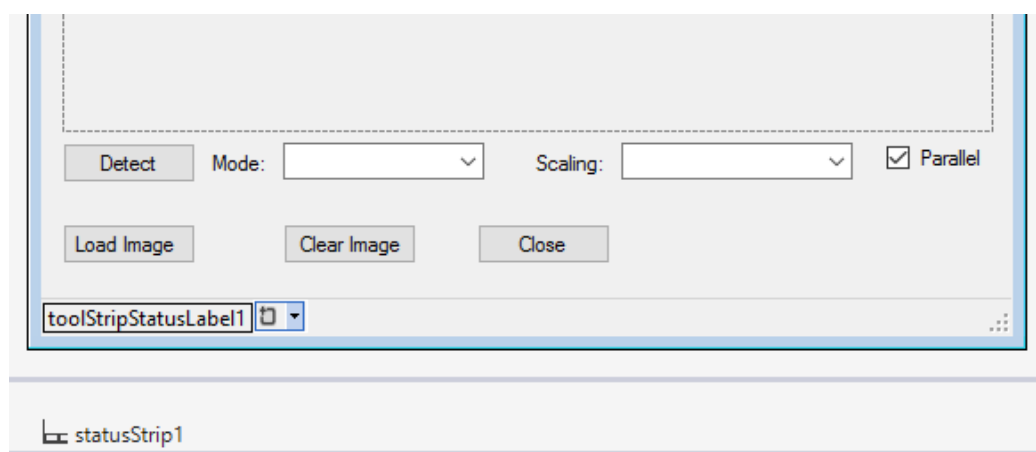 Detect Mode: Scaling: Parallel
Load Image Clear Image Close
toolStripStatusLabel1
statusStrip1